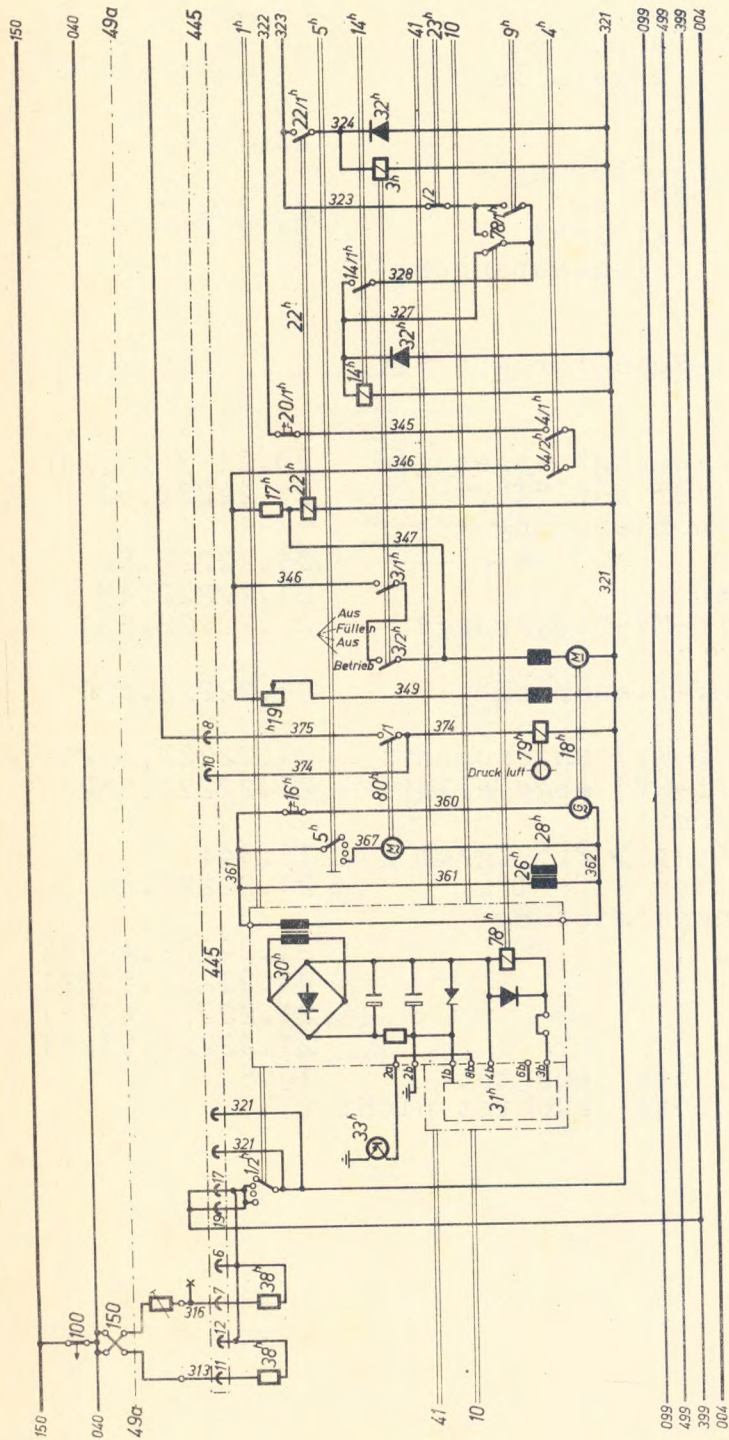 150
040
49a
445
1h
322
323
5h
14h
41
23h
10
9h
4h
321
099
499
399
004
22/1h
324
32h
3h
323
/2
78/1h
14/1h
328
327
22h
32h
14h
20/1h
345
4/1h
4/2h
346
17h
22h
347
346
3/1h
Aus
Füllen
Aus
Betrieb
3/2h
321
M
h19
349
8
375
/1
374
10
374
80h
79h
18h
Druckluft
16h
360
G
5h
367
M
28h
26h
361
361
362
445
30h
78h
2a
2b
1b
8b
4b
6b
3b
31h
33h
321
321
1/2h
17
19
6
7
316
x
38h
12
11
313
38h
100
150
41
10
150
040
49a
099
499
399
004